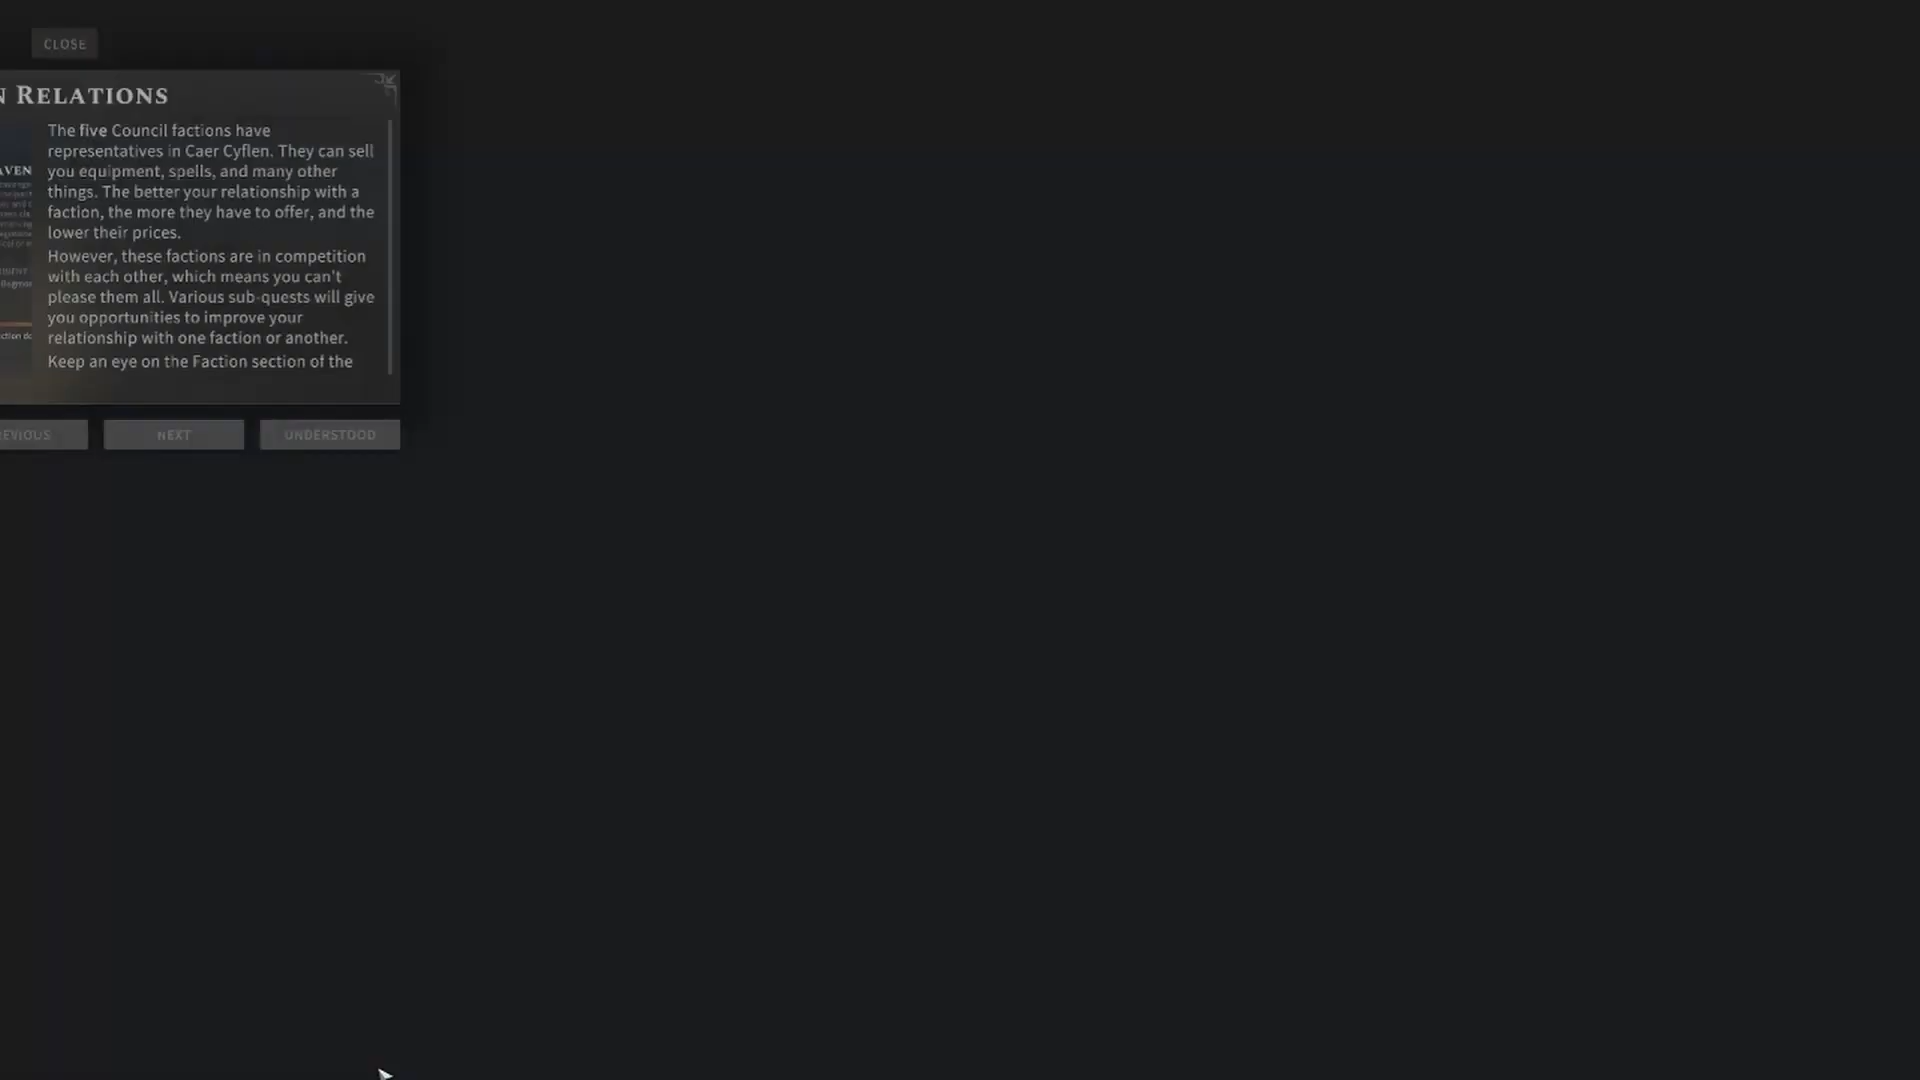 CLOSE
N RELATIONS
The five Council factions have
representatives in Caer Cyflen. They can sell
you equipment, spells, and many other
things. The better your relationship with a
faction, the more they have to offer, and the
lower their prices.
However, these factions are in competition
with each other, which means you can't
please them all. Various sub-quests will give
you opportunities to improve your
relationship with one faction or another.
Keep an eye on the Faction section of the
AVEN
ction do
EVIOUS
NEXT
UNDERSTOOD